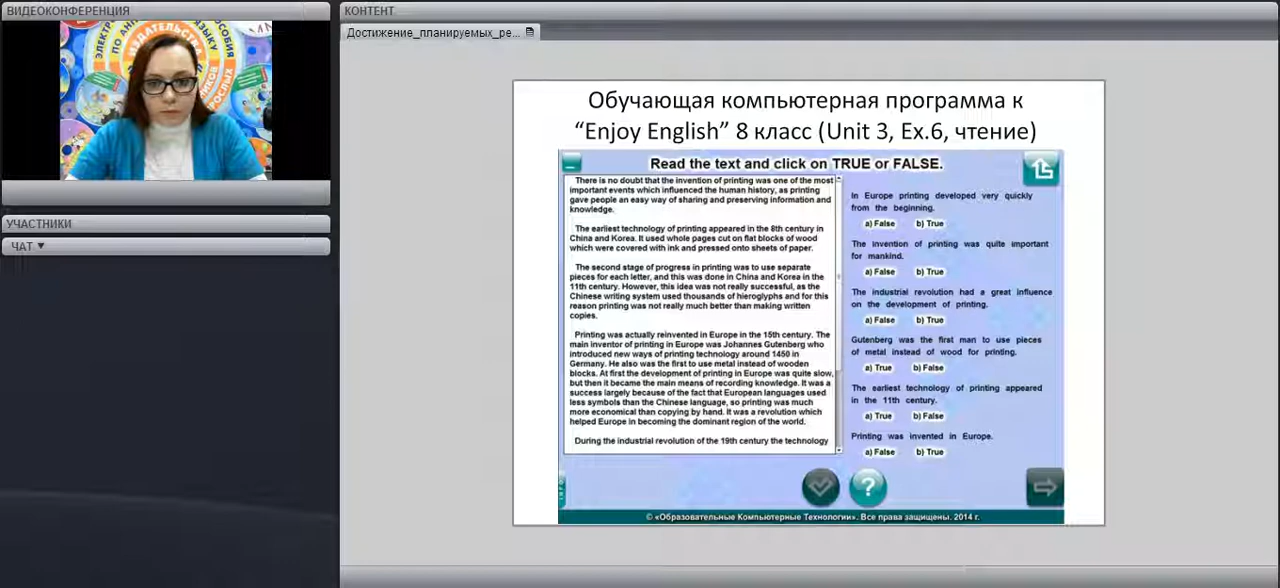 ВИДЕОКОНФЕРЕНЦИЯ
ИЗДАТЕЛЬСТВА
УЧАСТНИКИ
ЧАТ
КОНТЕНТ
Достижение_планируемых_ре...
Обучающая компьютерная программа к
“Enjoy English” 8 класс (Unit 3, Ex.6, чтение)
Read the text and click on TRUE or FALSE.
There is no doubt that the invention of printing was one of the most
important events which influenced the human history, as printing
gave people an easy way of sharing and preserving information and
knowledge.
The earliest technology of printing appeared in the 8th century in
China and Korea. It used whole pages cut on flat blocks of wood
which were covered with ink and pressed onto sheets of paper.
The second stage of progress in printing was to use separate
pieces for each letter, and this was done in China and Korea in the
11th century. However, this idea was not really successful, as the
Chinese writing system used thousands of hieroglyphs and for this
reason printing was not really much better than making written
copies.
Printing was actually reinvented in Europe in the 15th century. The
main inventor of printing in Europe was Johannes Gutenberg who
introduced new ways of printing technology around 1450 in
Germany. He also was the first to use metal instead of wooden
blocks. At first the development of printing in Europe was quite slow,
but then it became the main means of recording knowledge. It was a
success largely because of the fact that European languages used
less symbols than the Chinese language, so printing was much
more economical than copying by hand. It was a revolution which
helped Europe in becoming the dominant region of the world.
During the industrial revolution of the 19th century the technology
In Europe printing developed very quickly
from the beginning.
a) False b) True
The invention of printing was quite important
for mankind.
a) False b) True
The industrial revolution had a great influence
on the development of printing.
a) False b) True
Gutenberg was the first man to use pieces
of metal instead of wood for printing.
a) True b) False
The earliest technology of printing appeared
in the 11th century.
a) True b) False
Printing was invented in Europe.
a) False b) True
?
© «Образовательные Компьютерные Технологии». Все права защищены. 2014 г.